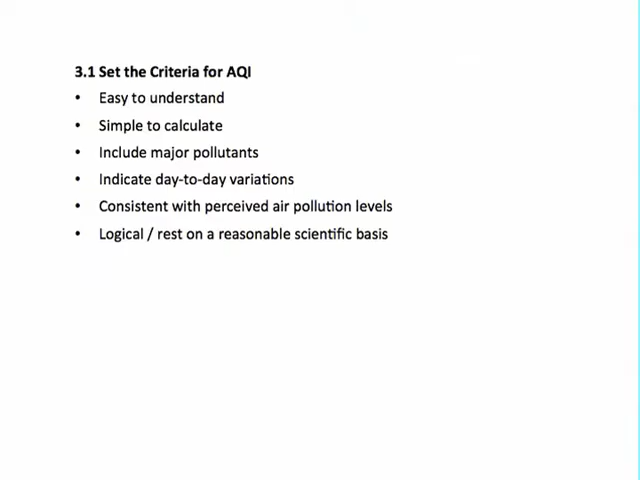 3.1 Set the Criteria for AQI
• Easy to understand
• Simple to calculate
• Include major pollutants
• Indicate day-to-day variations
• Consistent with perceived air pollution levels
• Logical / rest on a reasonable scientific basis